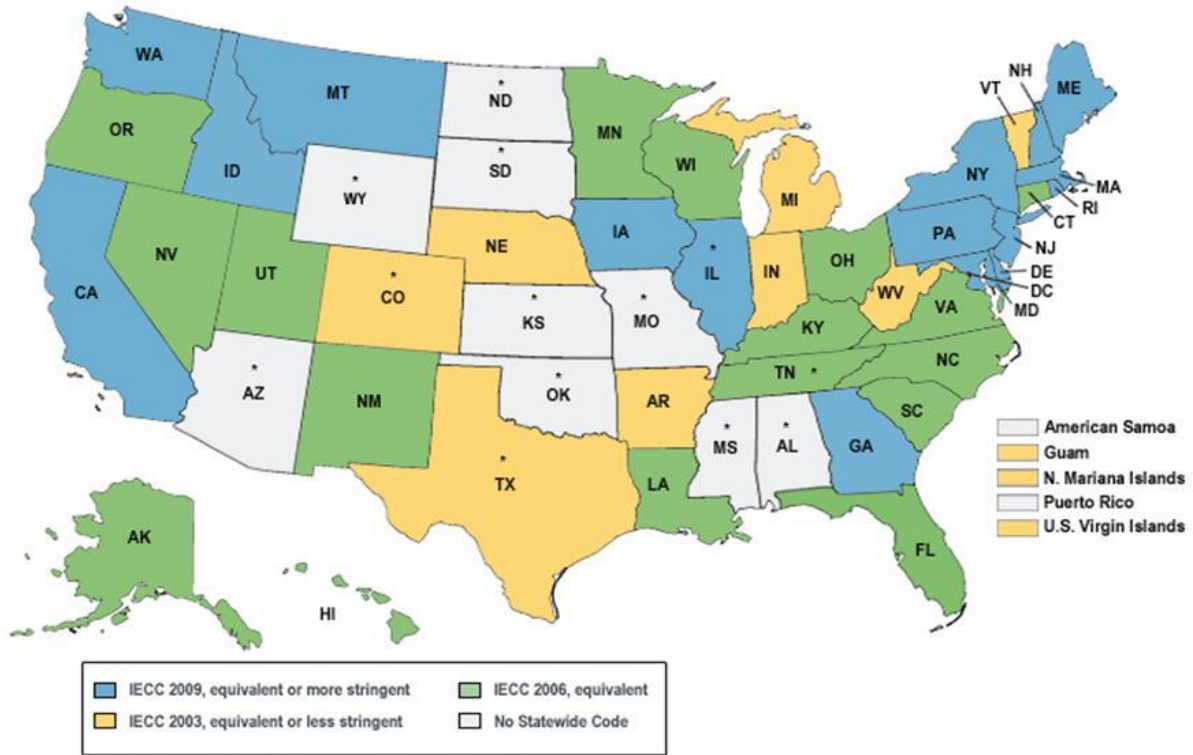 WA
MT
*
ND
MN
OR
ID
*
WY
*
SD
WI
MI
NH
VT
ME
NY
MA
RI
CT
NV
UT
CA
*
CO
NE
IA
*
IL
IN
OH
PA
NJ
DE
DC
MD
WV
VA
*
KS
*
MO
KY
TN *
NC
SC
*
AZ
NM
*
OK
AR
*
MS
*
AL
GA
*
TX
LA
FL
AK
HI
American Samoa
Guam
N. Mariana Islands
Puerto Rico
U.S. Virgin Islands
IECC 2009, equivalent or more stringent
IECC 2006, equivalent
IECC 2003, equivalent or less stringent
No Statewide Code